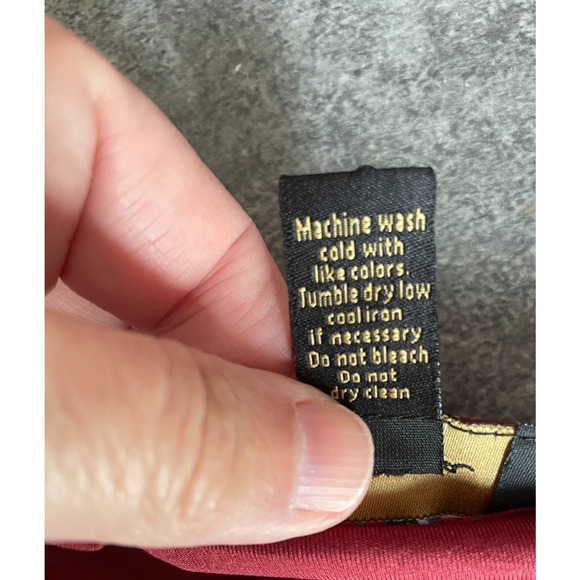 Machine wash
cold with
like colors.
Tumble dry low
cool iron
if necessary
Do not bleach
Do not
dry clean